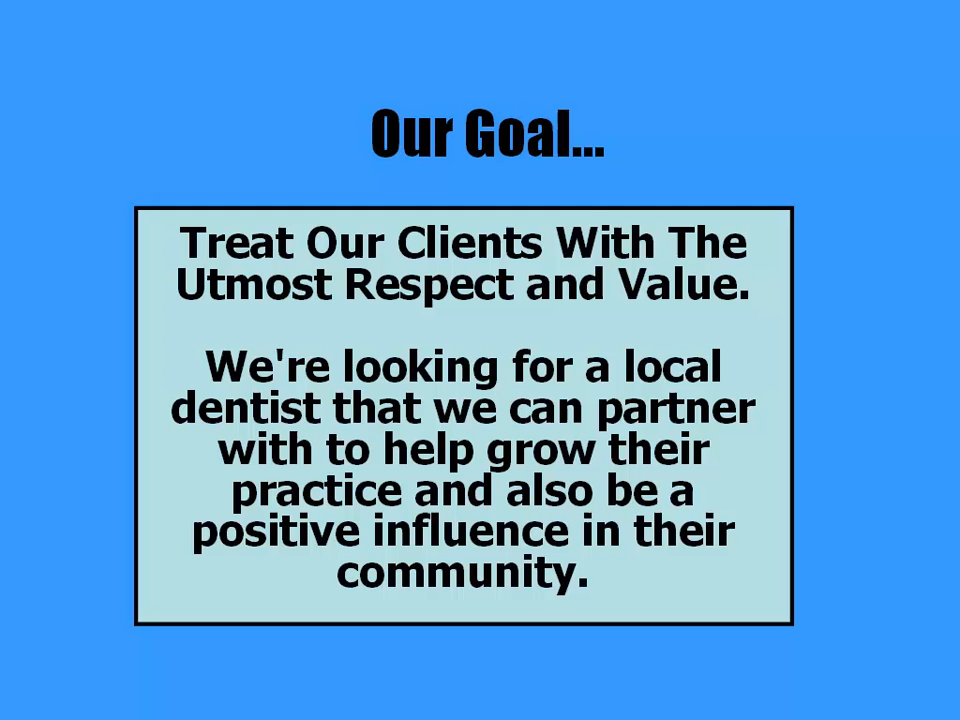 Our Goal...
Treat Our Clients With The
Utmost Respect and Value.
We're looking for a local
dentist that we can partner
with to help grow their
practice and also be a
positive influence in their
community.